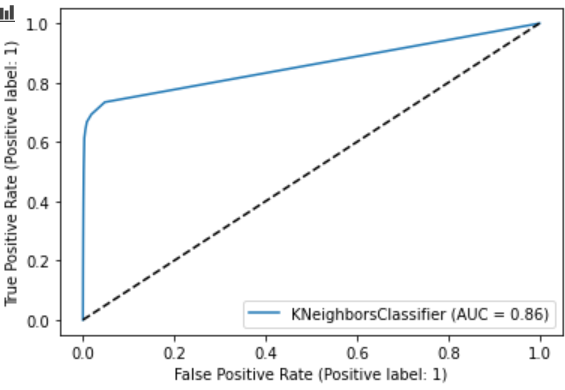 1.0
0.8
0.6
0.4
0.2
0.0
True Positive Rate (Positive label: 1)
KNeighborsClassifier (AUC = 0.86)
0.0 0.2 0.4 0.6 0.8 1.0
False Positive Rate (Positive label: 1)